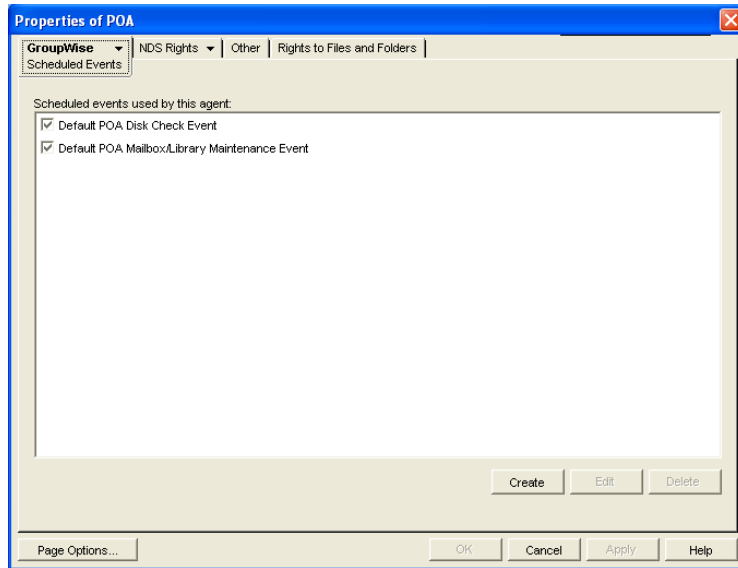 Properties of POA
GroupWise NDS Rights Other Rights to Files and Folders
Scheduled Events
Scheduled events used by this agent:
Default POA Disk Check Event
Default POA Mailbox/Library Maintenance Event
Create Edit Delete
Page Options... OK Cancel Apply Help